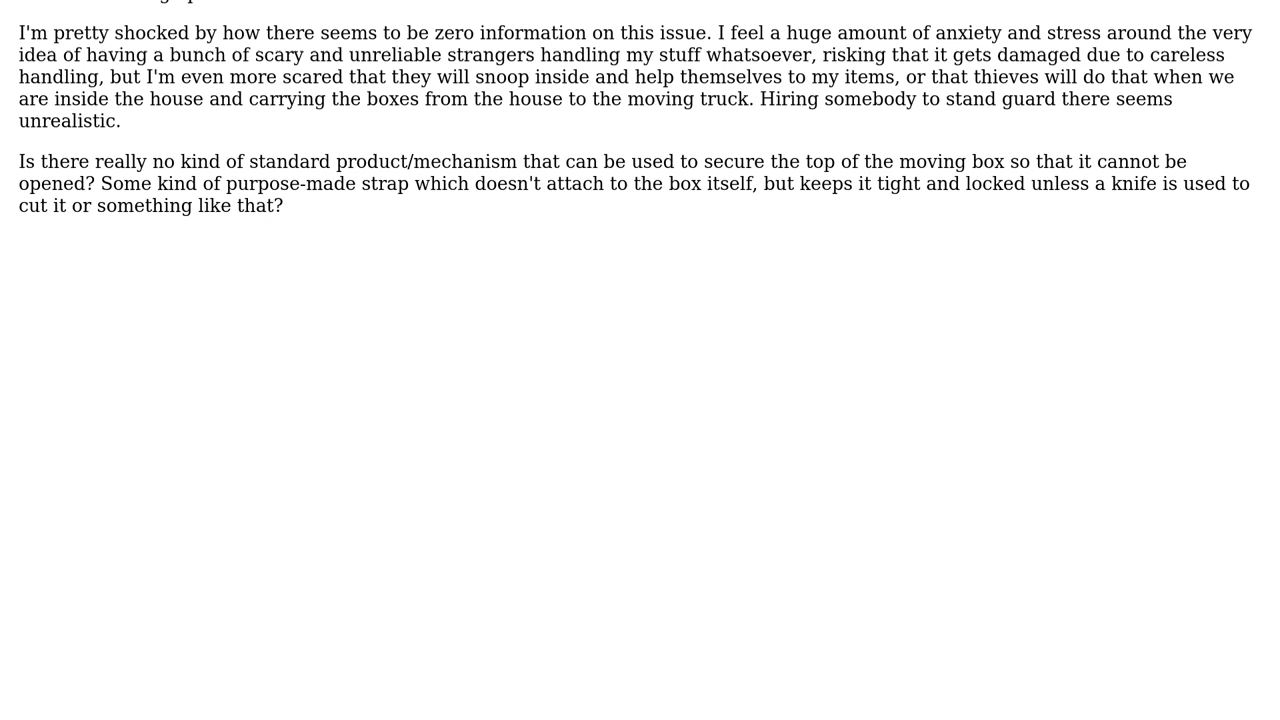 I'm pretty shocked by how there seems to be zero information on this issue. I feel a huge amount of anxiety and stress around the very
idea of having a bunch of scary and unreliable strangers handling my stuff whatsoever, risking that it gets damaged due to careless
handling, but I'm even more scared that they will snoop inside and help themselves to my items, or that thieves will do that when we
are inside the house and carrying the boxes from the house to the moving truck. Hiring somebody to stand guard there seems
unrealistic.
Is there really no kind of standard product/mechanism that can be used to secure the top of the moving box so that it cannot be
opened? Some kind of purpose-made strap which doesn't attach to the box itself, but keeps it tight and locked unless a knife is used to
cut it or something like that?